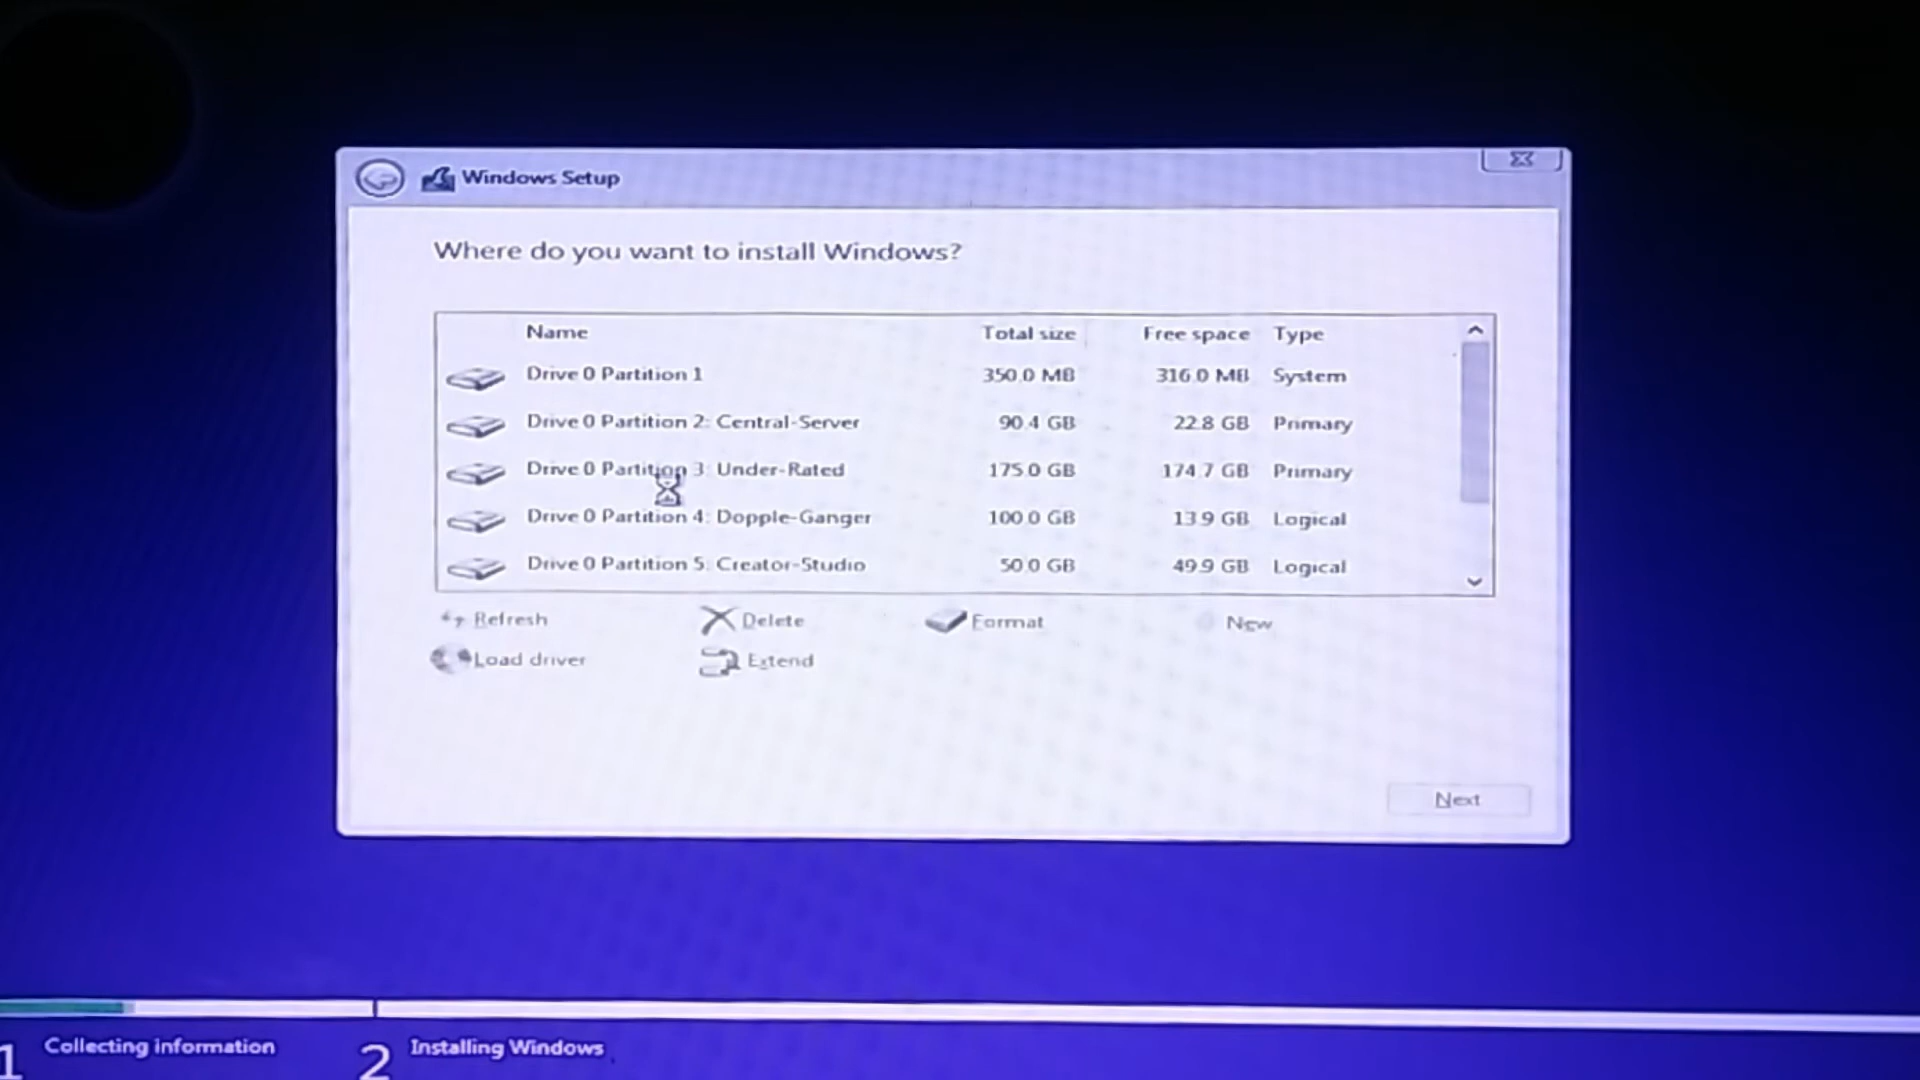 Windows Setup
Where do you want to install Windows?
Name Total size Free space Type
Drive 0 Partition 1 350.0 MB 316.0 MB System
Drive 0 Partition 2: Central-Server 90.4 GB 22.8 GB Primary
Drive 0 Partition 3: Under-Rated 175.0 GB 174.7 GB Primary
Drive 0 Partition 4: Dopple-Ganger 100.0 GB 13.9 GB Logical
Drive 0 Partition 5: Creator-Studio 50.0 GB 49.9 GB Logical
Refresh Delete Format New
Load driver Extend
Next
1 Collecting information 2 Installing Windows